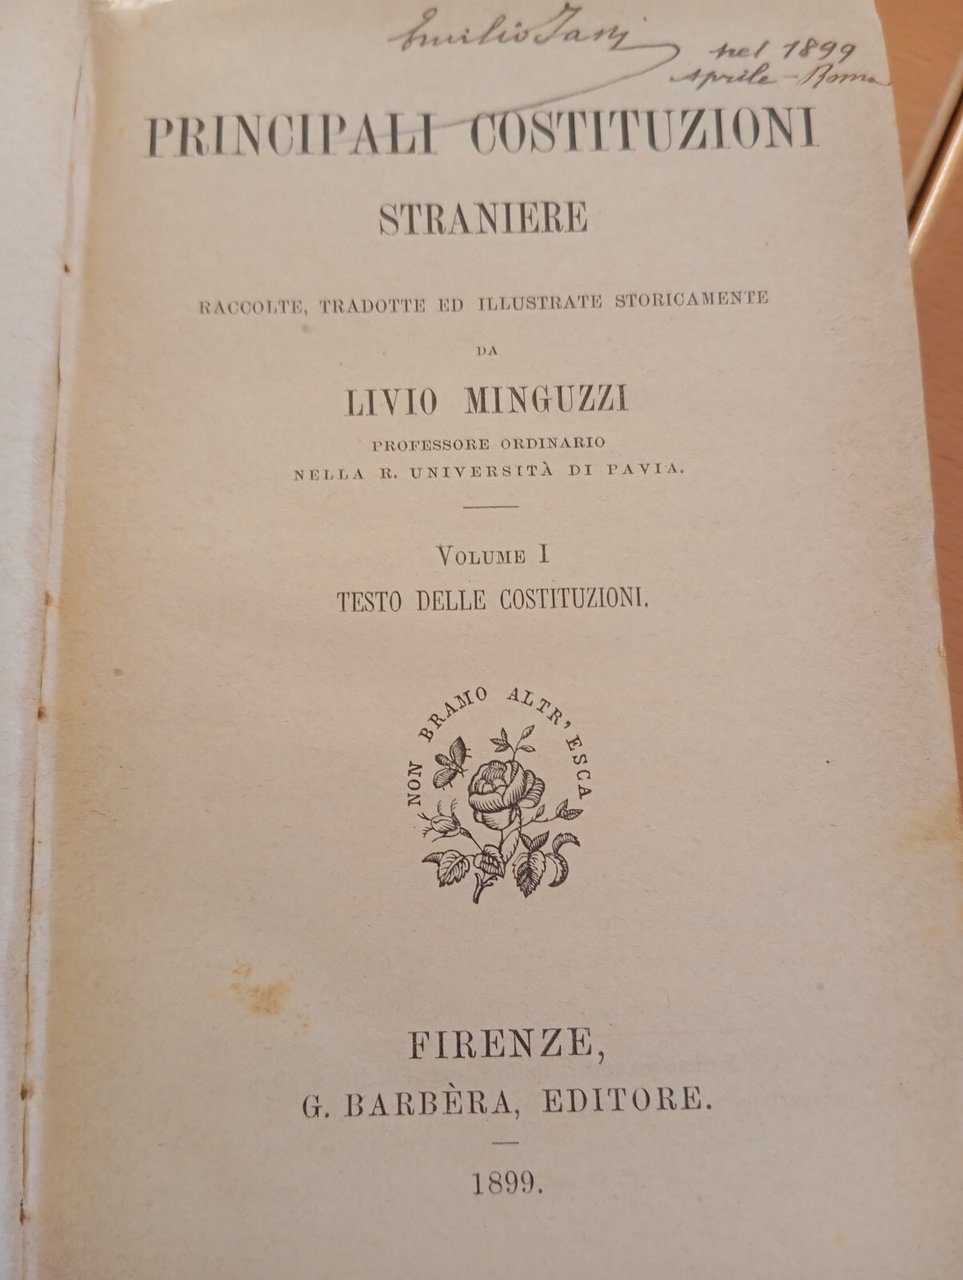 Emilio
nel 1899
Aprile - Roma
PRINCIPALI COSTITUZIONI
STRANIERE
RACCOLTE, TRADOTTE ED ILLUSTRATE STORICAMENTE
DA
LIVIO MINGUZZI
PROFESSORE ORDINARIO
NELLA R. UNIVERSITÀ DI PAVIA.
VOLUME I
TESTO DELLE COSTITUZIONI.
NON BRAMO ALTR' ESCA
FIRENZE,
G. BARBÈRA, EDITORE.
1899.